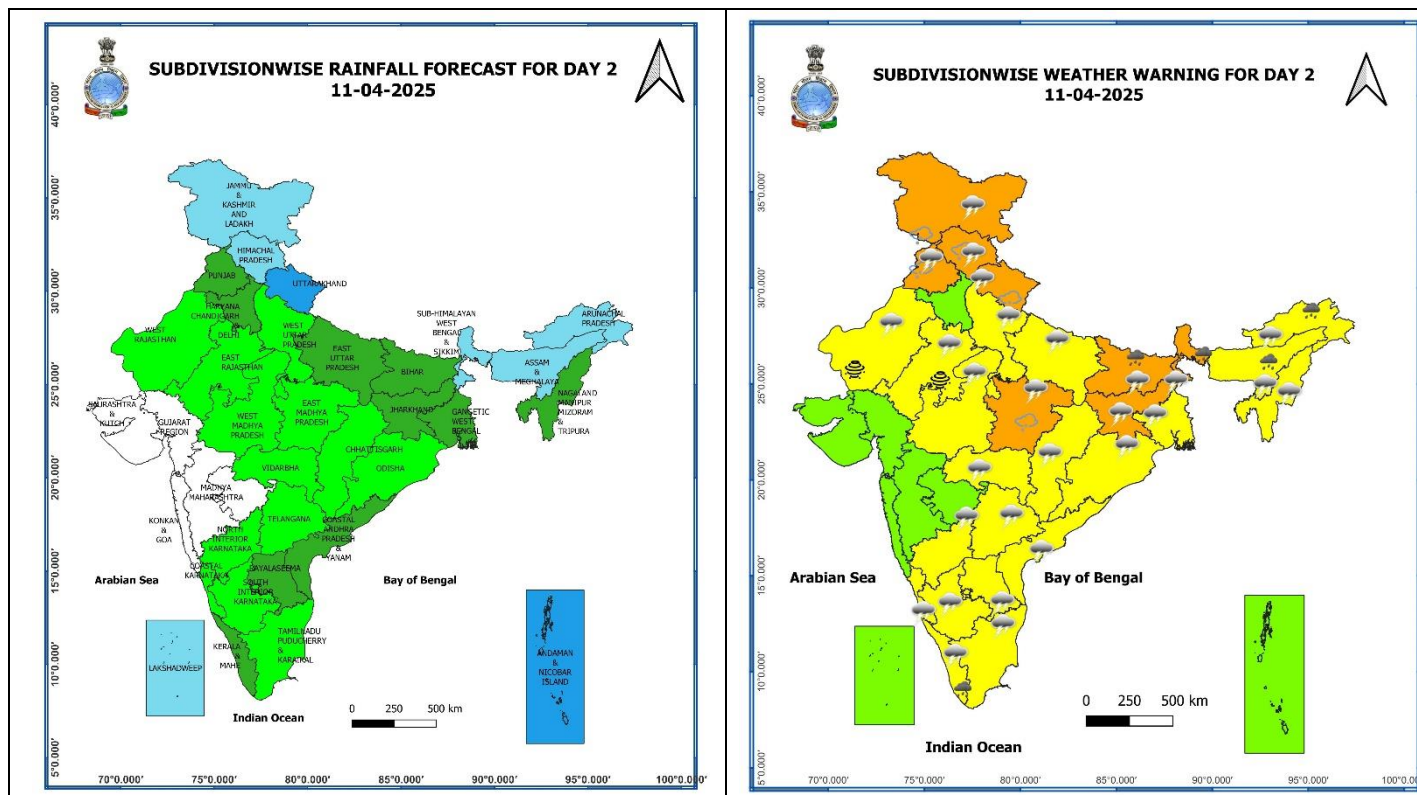 SUBDIVISIONWISE RAINFALL FORECAST FOR DAY 2
11-04-2025
JAMMU
&
KASHMIR
AND
LADAKH
HIMACHAL
PRADESH
PUNJAB
UTTARAKHAND
HARYANA
CHANDIGARH
DELHI
WEST
RAJASTHAN
WEST
UTTAR
PRADESH
EAST
RAJASTHAN
EAST
UTTAR
PRADESH
SUB-HIMALAYAN
WEST
BENGAL
&
SIKKIM
ARUNACHAL
PRADESH
ASSAM
&
MEGHALAYA
BIHAR
NAGALAND
MANIPUR
MIZORAM
&
TRIPURA
JHARKHAND
GANGETIC
WEST
BENGAL
SAURASHTRA
&
KUTCH
GUJARAT
REGION
WEST
MADHYA
PRADESH
EAST
MADHYA
PRADESH
CHHATTISGARH
ODISHA
VIDARBHA
MADHYA
MAHARASHTRA
KONKAN
&
GOA
TELANGANA
NORTH
INTERIOR
KARNATAKA
COASTAL
ANDHRA
PRADESH
&
YANAM
COASTAL
KARNATAKA
RAYALASEEMA
SOUTH
INTERIOR
KARNATAKA
TAMILNADU
PUDUCHERRY
&
KARAIKAL
KERALA
&
MAHE
LAKSHADWEEP
ANDAMAN
&
NICOBAR
ISLAND
Arabian Sea
Bay of Bengal
Indian Ocean
0 250 500 km
40°0.000'
35°0.000'
30°0.000'
25°0.000'
20°0.000'
15°0.000'
10°0.000'
5°0.000'
70°0.000' 75°0.000' 80°0.000' 85°0.000' 90°0.000' 95°0.000' 100°0.000'
SUBDIVISIONWISE WEATHER WARNING FOR DAY 2
11-04-2025
Arabian Sea
Bay of Bengal
Indian Ocean
0 250 500 km
40°0.000'
35°0.000'
30°0.000'
25°0.000'
20°0.000'
15°0.000'
10°0.000'
5°0.000'
70°0.000' 75°0.000' 80°0.000' 85°0.000' 90°0.000' 95°0.000' 100°0.0